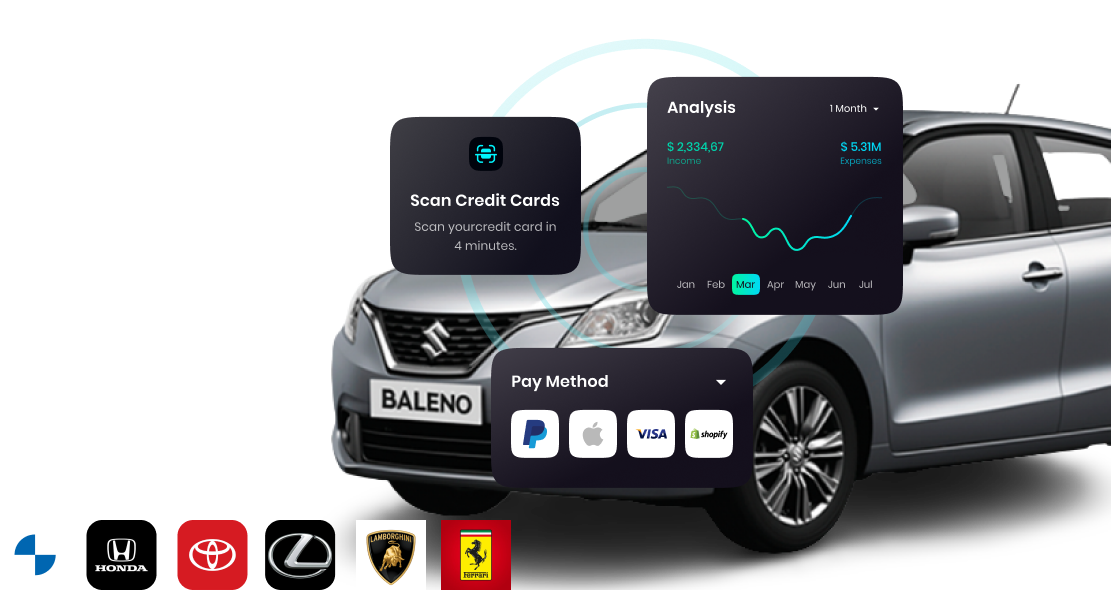 Analysis
1 Month
$ 2,334,67
$ 5.31M
Income
Expenses
Scan Credit Cards
Scan yourcredit card in
4 minutes.
Jan Feb Mar Apr May Jun Jul
Pay Method
BALENO
VISA
shopify
HONDA
LAMBORGHINI
Ferrari